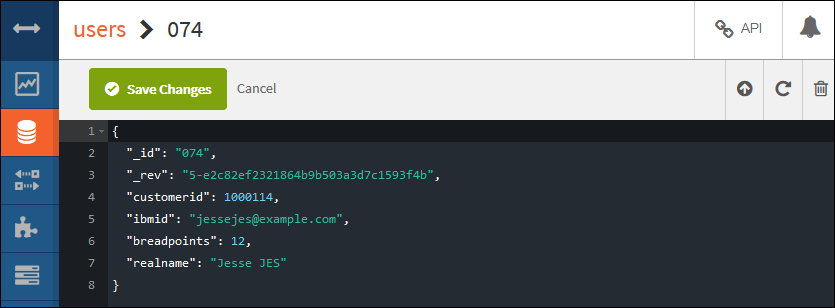 users > 074
API
Save Changes
Cancel
1 {
2 "_id": "074",
3 "_rev": "5-e2c82ef2321864b9b503a3d7c1593f4b",
4 "customerid": 1000114,
5 "ibmid": "jessejes@example.com",
6 "breadpoints": 12,
7 "realname": "Jesse JES"
8 }